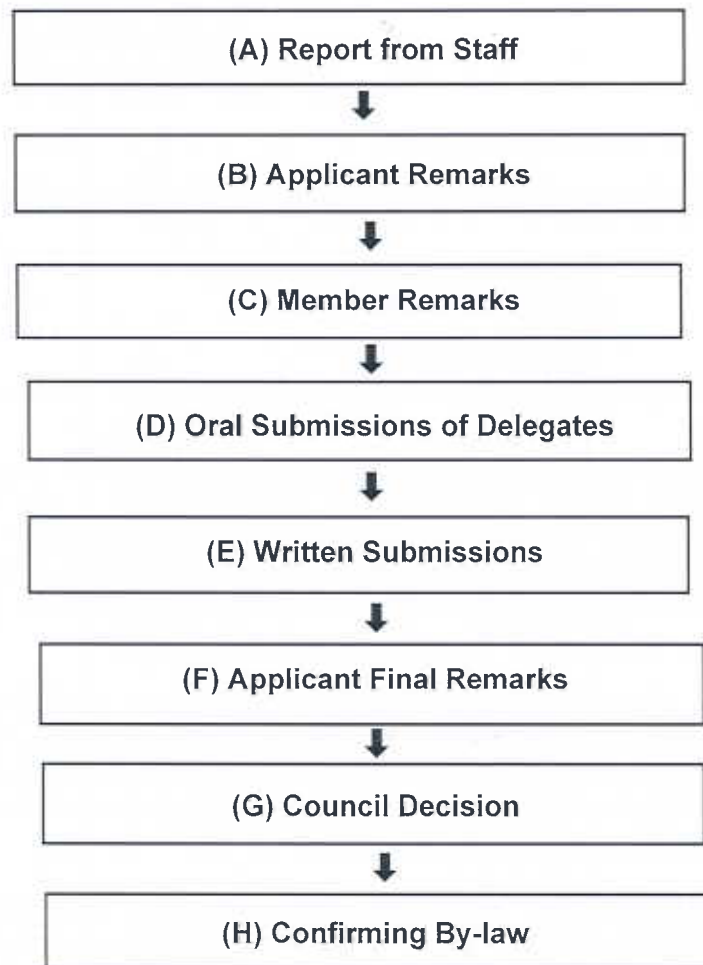 (A) Report from Staff
(B) Applicant Remarks
(C) Member Remarks
(D) Oral Submissions of Delegates
(E) Written Submissions
(F) Applicant Final Remarks
(G) Council Decision
(H) Confirming By-law